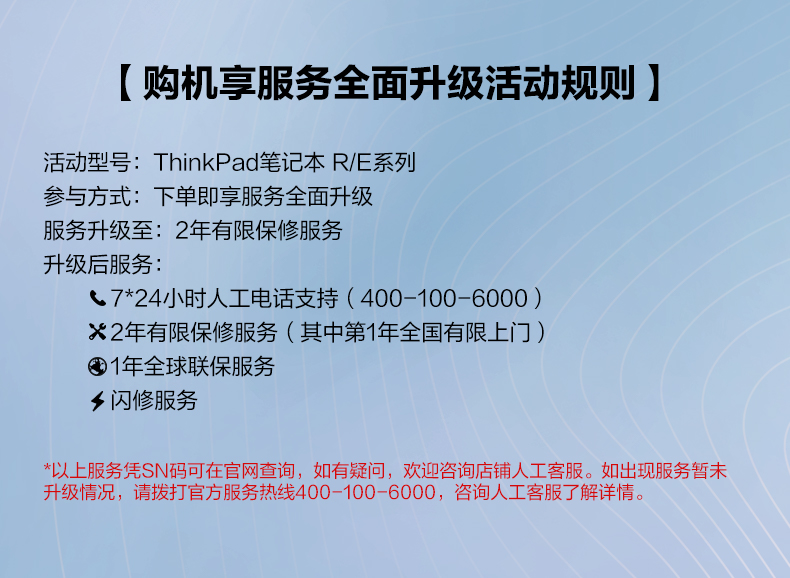 【购机享服务全面升级活动规则】
活动型号：ThinkPad笔记本 R/E系列
参与方式：下单即享服务全面升级
服务升级至：2年有限保修服务
升级后服务：
7*24小时人工电话支持（400-100-6000）
2年有限保修服务（其中第1年全国有限上门）
1年全球联保服务
闪修服务
*以上服务凭SN码可在官网查询，如有疑问，欢迎咨询店铺人工客服。如出现服务暂未
升级情况，请拨打官方服务热线400-100-6000，咨询人工客服了解详情。